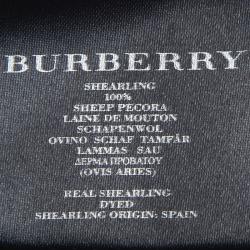 BURBERRY
SHEARLING
100%
SHEEP PECORA
LAINE DE MOUTON
SCHAPENWOL
OVINO SCHAF TAMFÅR
LAMMAS SAU
ΔΕΡΜΑ ΠΡΟΒΑΤΟΥ
(OVIS ARIES)
REAL SHEARLING
DYED
SHEARLING ORIGIN: SPAIN